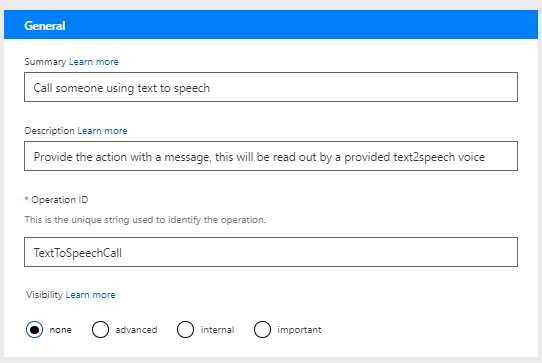 General
Summary Learn more
Call someone using text to speech
Description Learn more
Provide the action with a message, this will be read out by a provided text2speech voice
* Operation ID
This is the unique string used to identify the operation.
TextToSpeechCall
Visibility Learn more
none advanced internal important